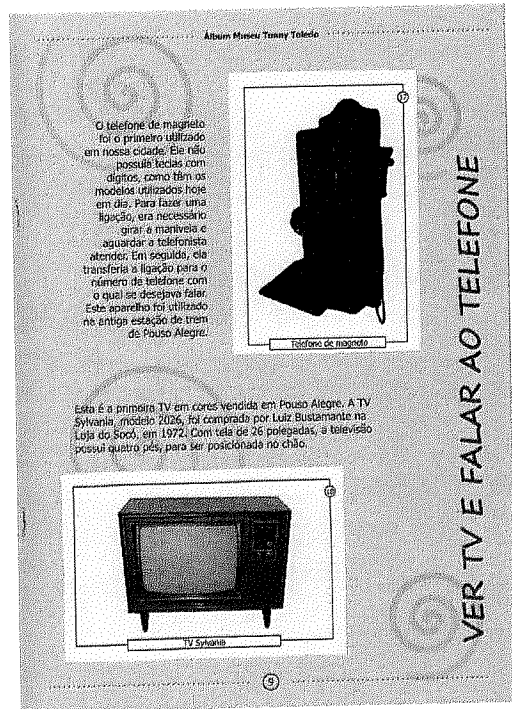 Álbum Museu Tuany Toledo
O telefone de magneto
foi o primeiro utilizado
em nossa cidade. Ele não
possuía teclas com
dígitos, como têm os
modelos utilizados hoje
em dia. Para fazer uma
ligação, era necessário
girar a manivela e
aguardar a telefonista
atender. Em seguida, ela
transferia a ligação para o
número de telefone com
o qual se desejava falar.
Este aparelho foi utilizado
na antiga estação de trem
de Pouso Alegre.
17
Telefone de magneto
VER TV E FALAR AO TELEFONE
Esta é a primeira TV em cores vendida em Pouso Alegre. A TV
Sylvania, modelo 2026, foi comprada por Luiz Bustamante na
Loja do Socó, em 1972. Com tela de 26 polegadas, a televisão
possui quatro pés, para ser posicionada no chão.
18
TV Sylvania
9